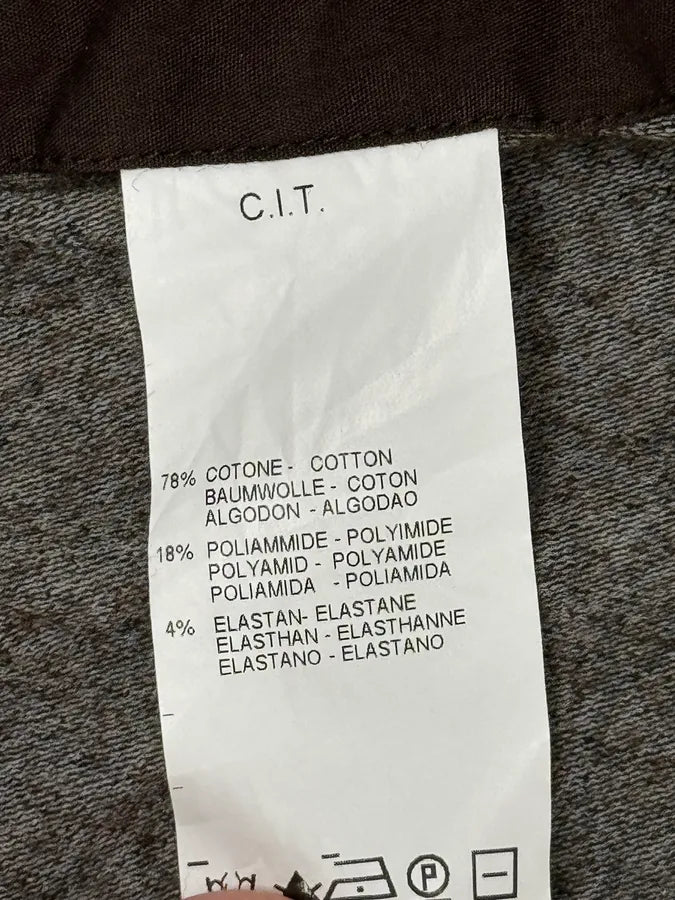 C.I.T.
78% COTONE - COTTON
BAUMWOLLE - COTON
ALGODON - ALGODAO
18% POLIAMMIDE - POLYIMIDE
POLYAMID - POLYAMIDE
POLIAMIDA - POLIAMIDA
4% ELASTAN- ELASTANE
ELASTHAN - ELASTHANNE
ELASTANO - ELASTANO
P